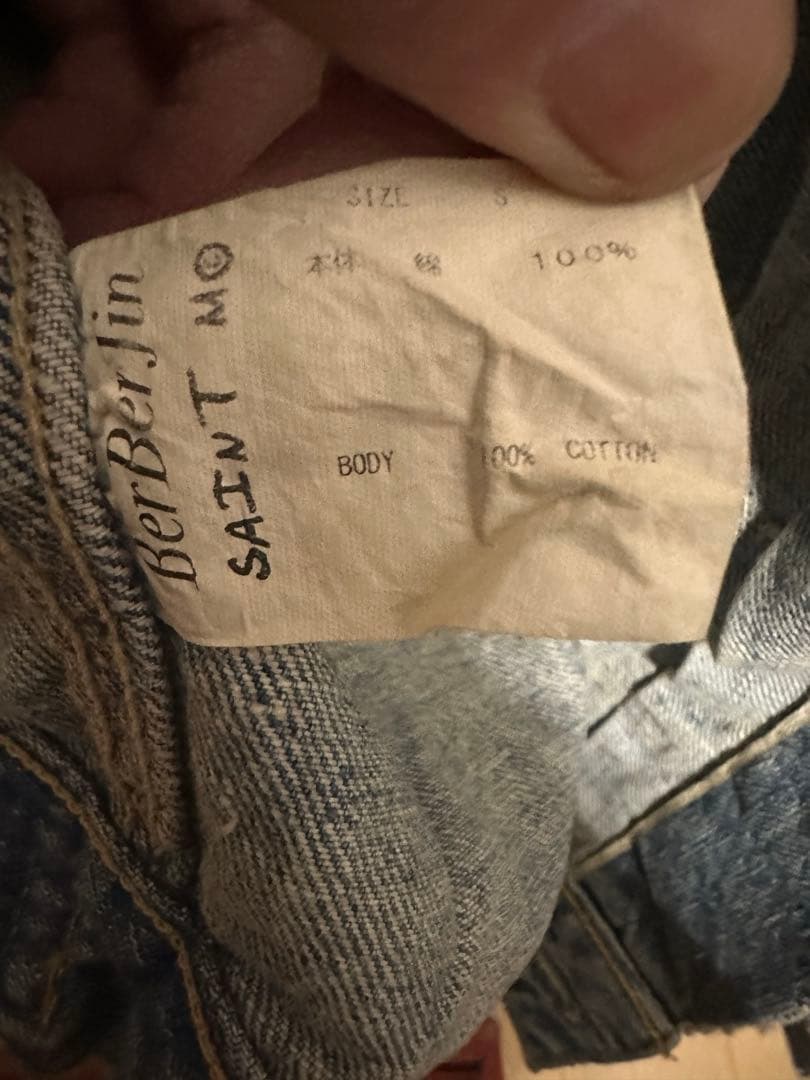 BerBerJin
SAINT M
SIZE S
本体 綿 100%
BODY 100% COTTON